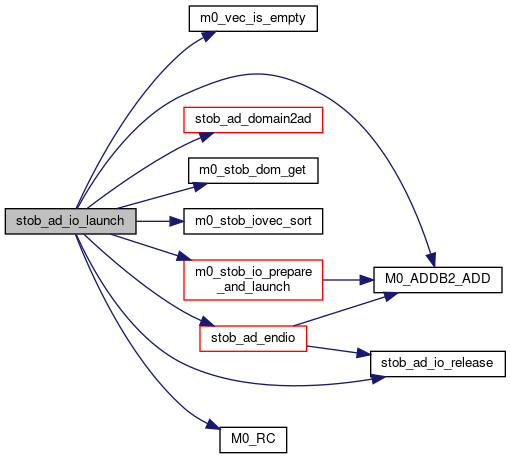 m0_vec_is_empty
stob_ad_domain2ad
m0_stob_dom_get
stob_ad_io_launch
m0_stob_iovec_sort
m0_stob_io_prepare
_and_launch
M0_ADDB2_ADD
stob_ad_endio
stob_ad_io_release
M0_RC